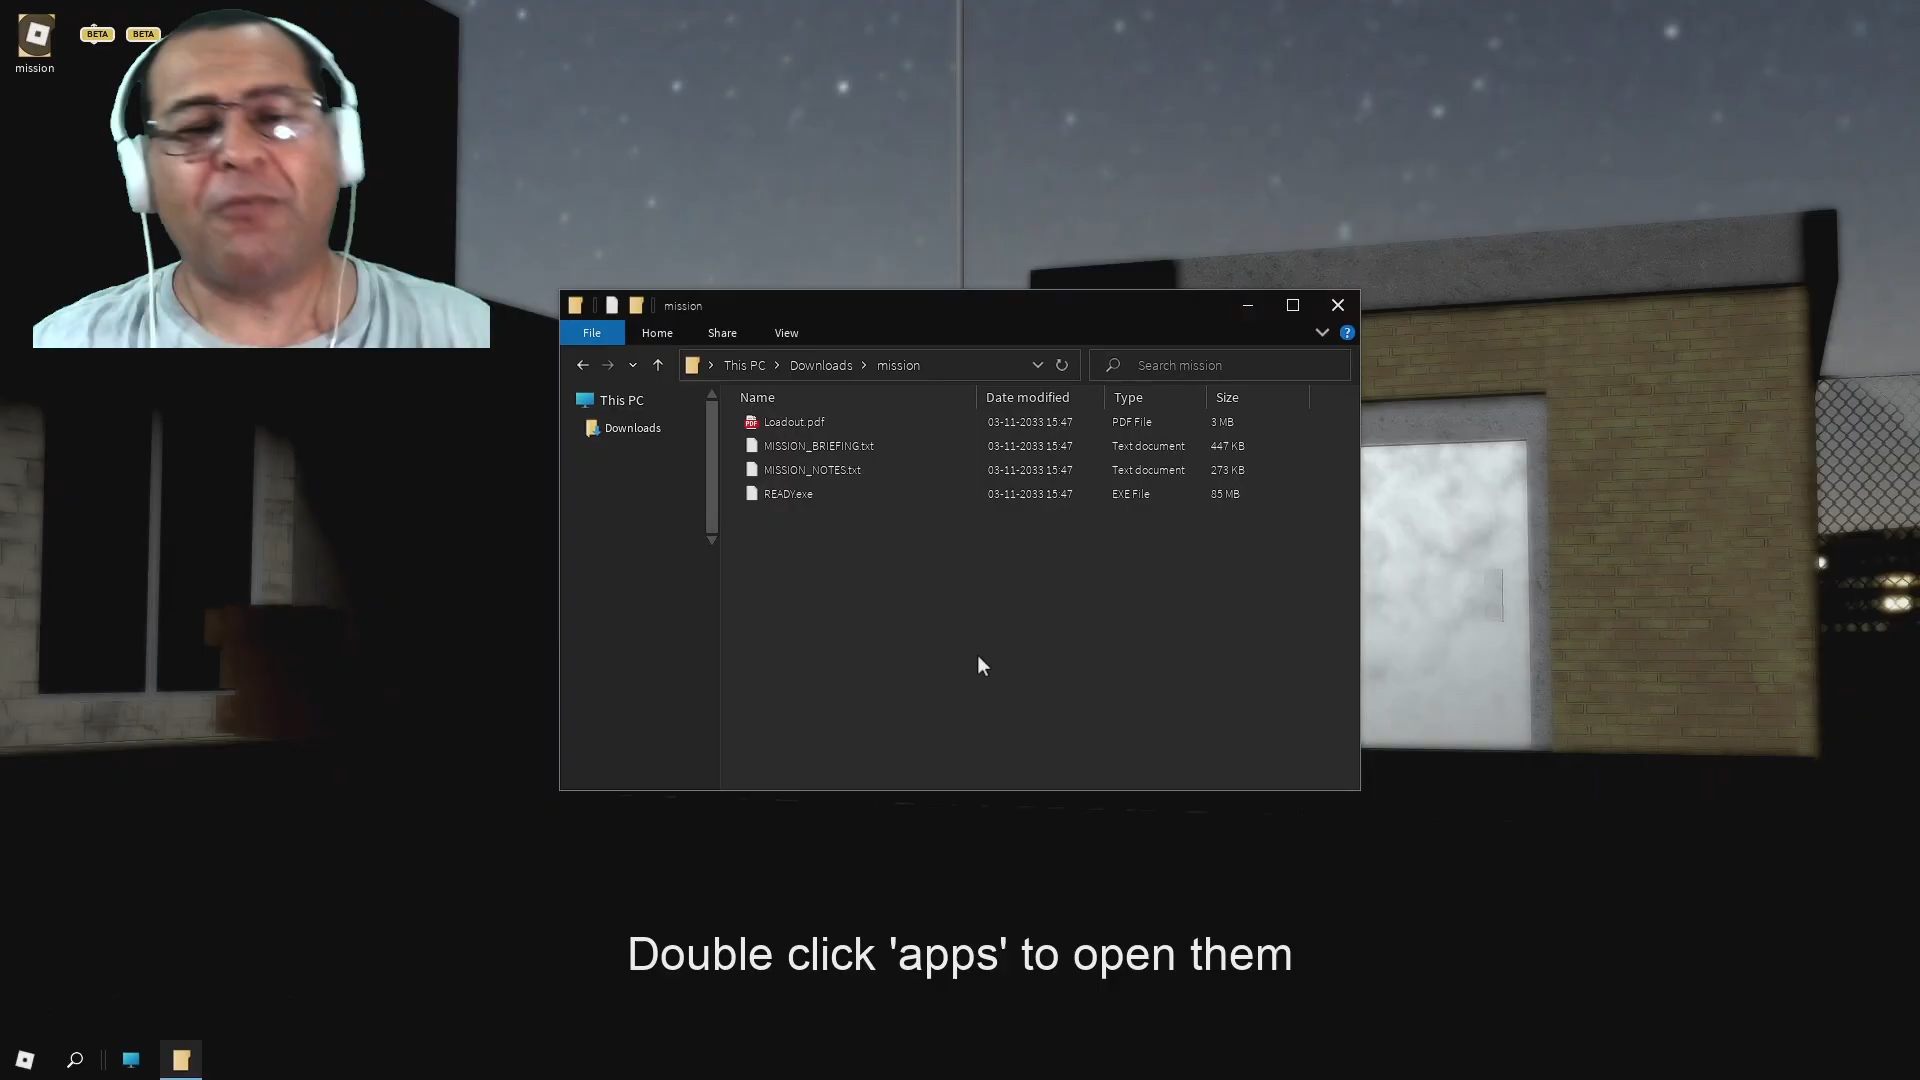 mission
BETA BETA
mission
File Home Share View
This PC Downloads mission
Search mission
This PC
Downloads
Name Date modified Type Size
Loadout.pdf 03-11-2033 15:47 PDF File 3 MB
MISSION_BRIEFING.txt 03-11-2033 15:47 Text document 447 KB
MISSION_NOTES.txt 03-11-2033 15:47 Text document 273 KB
READY.exe 03-11-2033 15:47 EXE File 85 MB
Double click 'apps' to open them